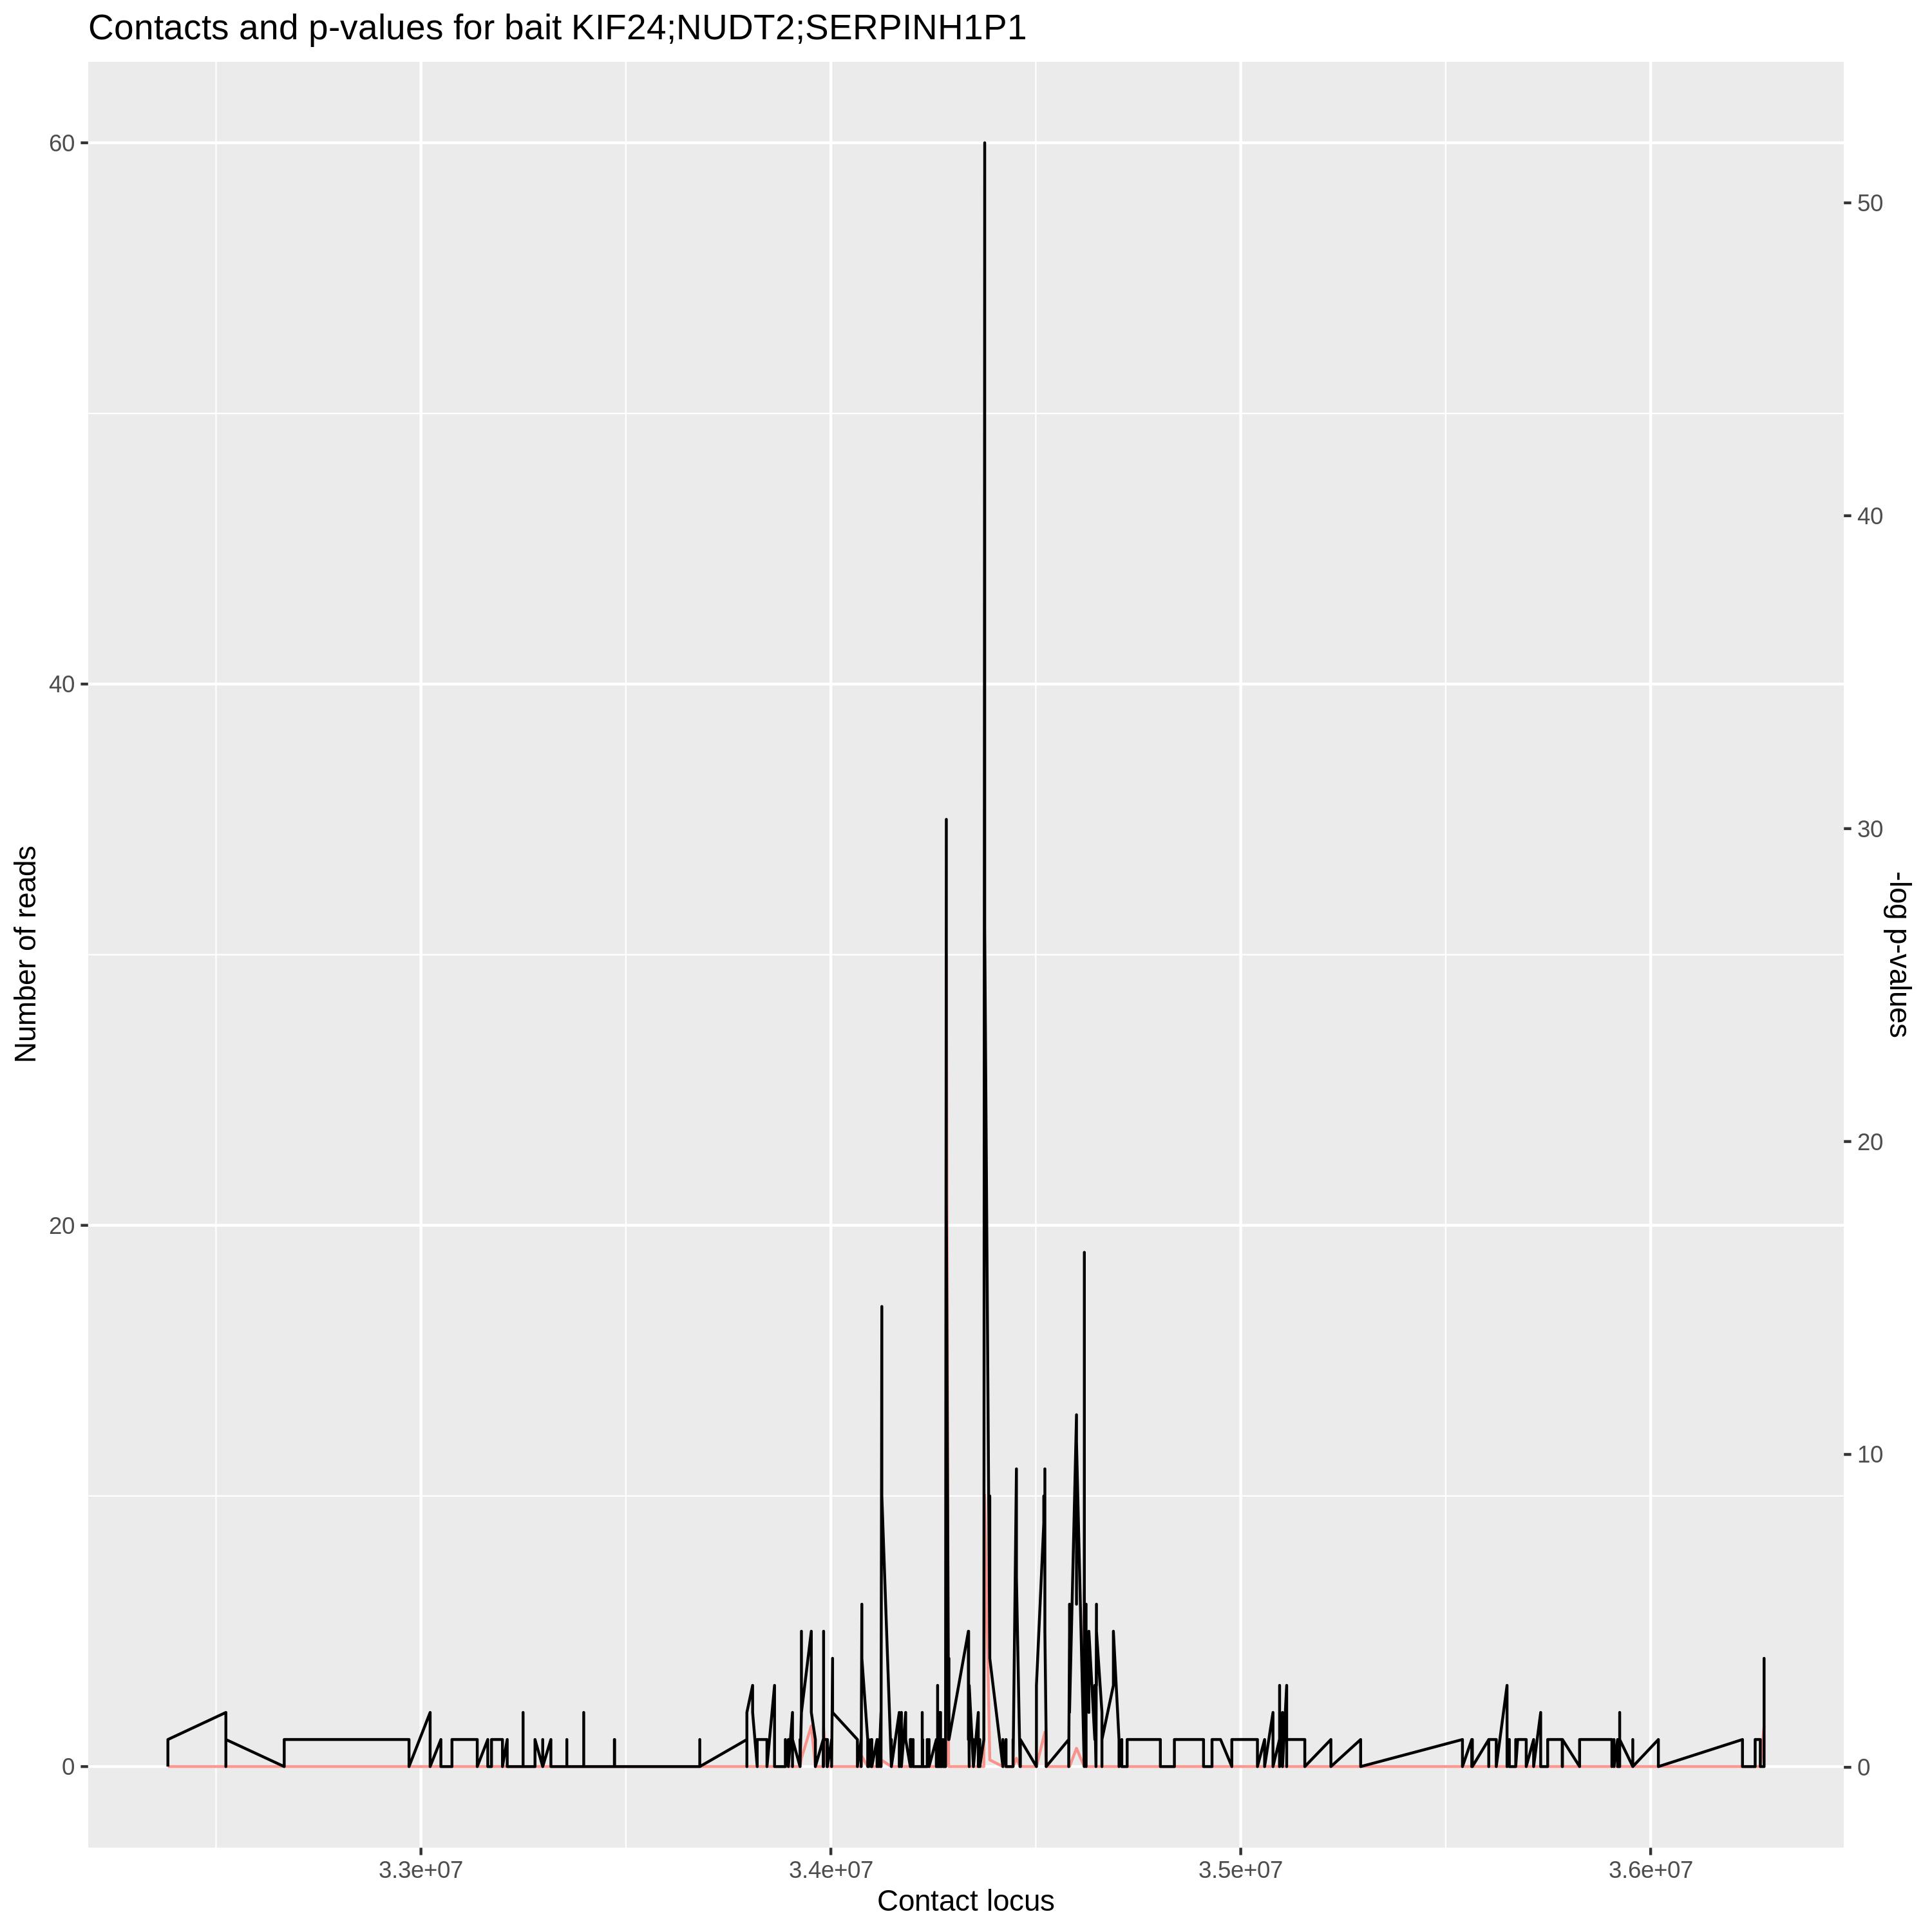 Contacts and p-values for bait KIF24;NUDT2;SERPINH1P1
60
40
20
0
Number of reads
50
40
30
20
10
0
-log p-values
3.3e+07
3.4e+07
3.5e+07
3.6e+07
Contact locus